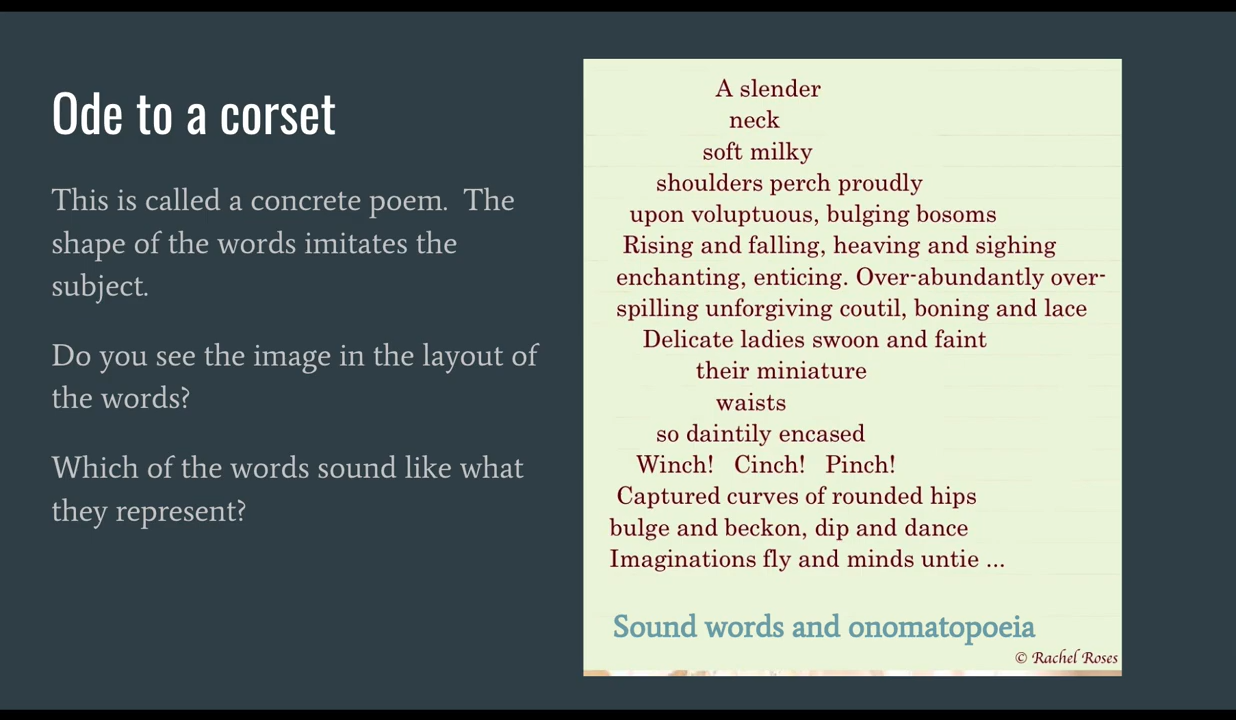 Ode to a corset
This is called a concrete poem.  The
shape of the words imitates the
subject.
Do you see the image in the layout of
the words?
Which of the words sound like what
they represent?
A slender
neck
soft milky
shoulders perch proudly
upon voluptuous, bulging bosoms
Rising and falling, heaving and sighing
enchanting, enticing. Over-abundantly over-
spilling unforgiving coutil, boning and lace
Delicate ladies swoon and faint
their miniature
waists
so daintily encased
Winch!   Cinch!   Pinch!
Captured curves of rounded hips
bulge and beckon, dip and dance
Imaginations fly and minds untie ...
Sound words and onomatopoeia
© Rachel Roses